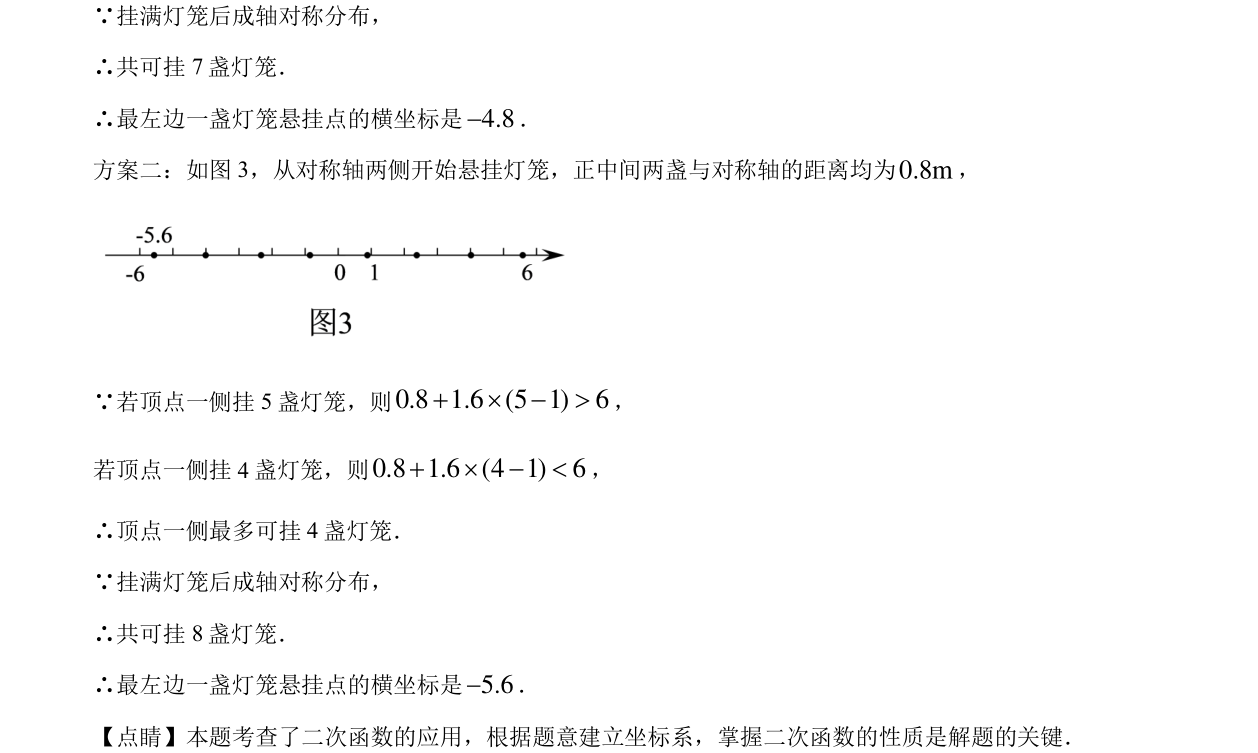 ∵挂满灯笼后成轴对称分布，
∴共可挂 7 盏灯笼．
∴最左边一盏灯笼悬挂点的横坐标是−4.8．
方案二：如图 3，从对称轴两侧开始悬挂灯笼，正中间两盏与对称轴的距离均为0.8m，
-5.6
-6 0 1 6
图3
∵若顶点一侧挂 5 盏灯笼，则0.8+1.6×(5−1)>6，
若顶点一侧挂 4 盏灯笼，则0.8+1.6×(4−1)<6，
∴顶点一侧最多可挂 4 盏灯笼．
∵挂满灯笼后成轴对称分布，
∴共可挂 8 盏灯笼．
∴最左边一盏灯笼悬挂点的横坐标是−5.6．
【点睛】本题考查了二次函数的应用，根据题意建立坐标系，掌握二次函数的性质是解题的关键．